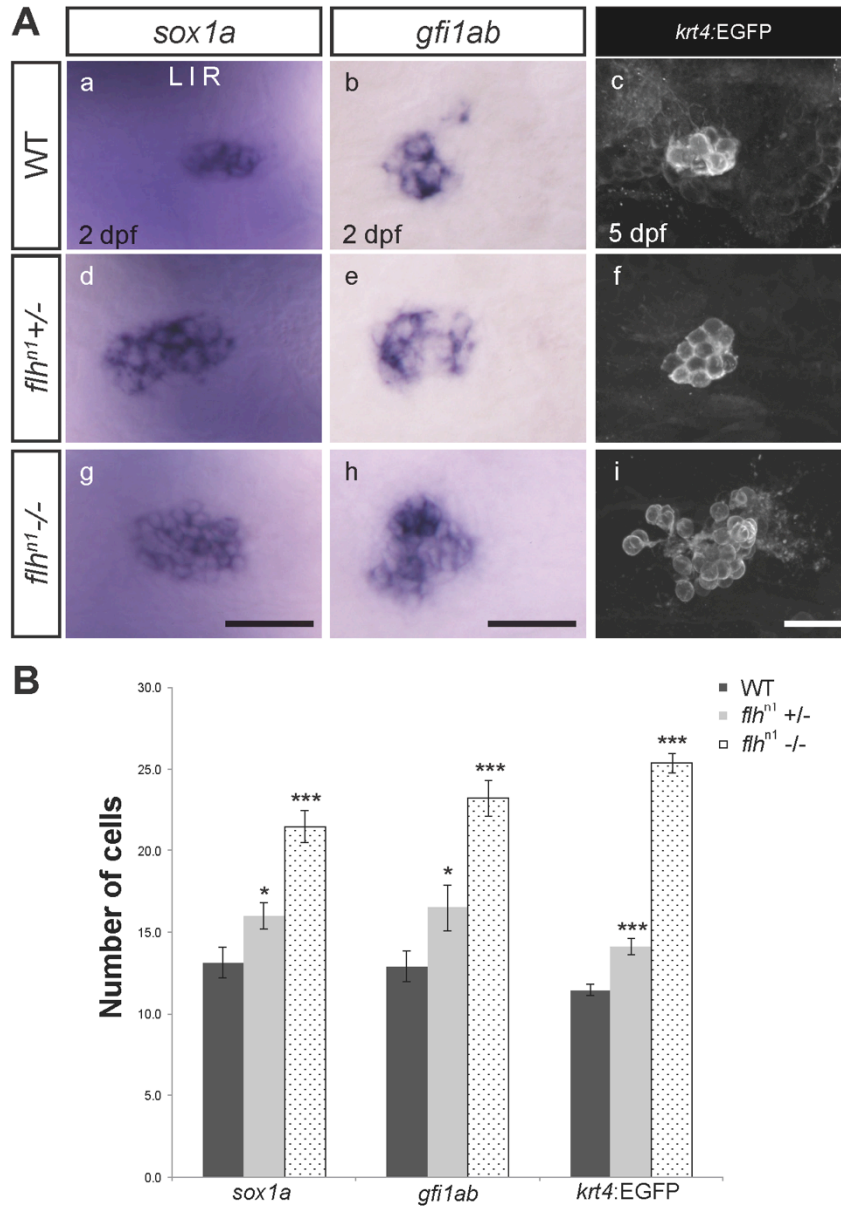 A
sox1a
gfi1ab
krt4:EGFP
WT
a
L I R
2 dpf
b
2 dpf
c
5 dpf
flhⁿ¹+/-
d
e
f
flhⁿ¹-/-
g
h
i
B
Number of cells
30.0
25.0
20.0
15.0
10.0
5.0
0.0
WT
flhⁿ¹ +/-
flhⁿ¹ -/-
*
***
*
***
***
***
sox1a
gfi1ab
krt4:EGFP